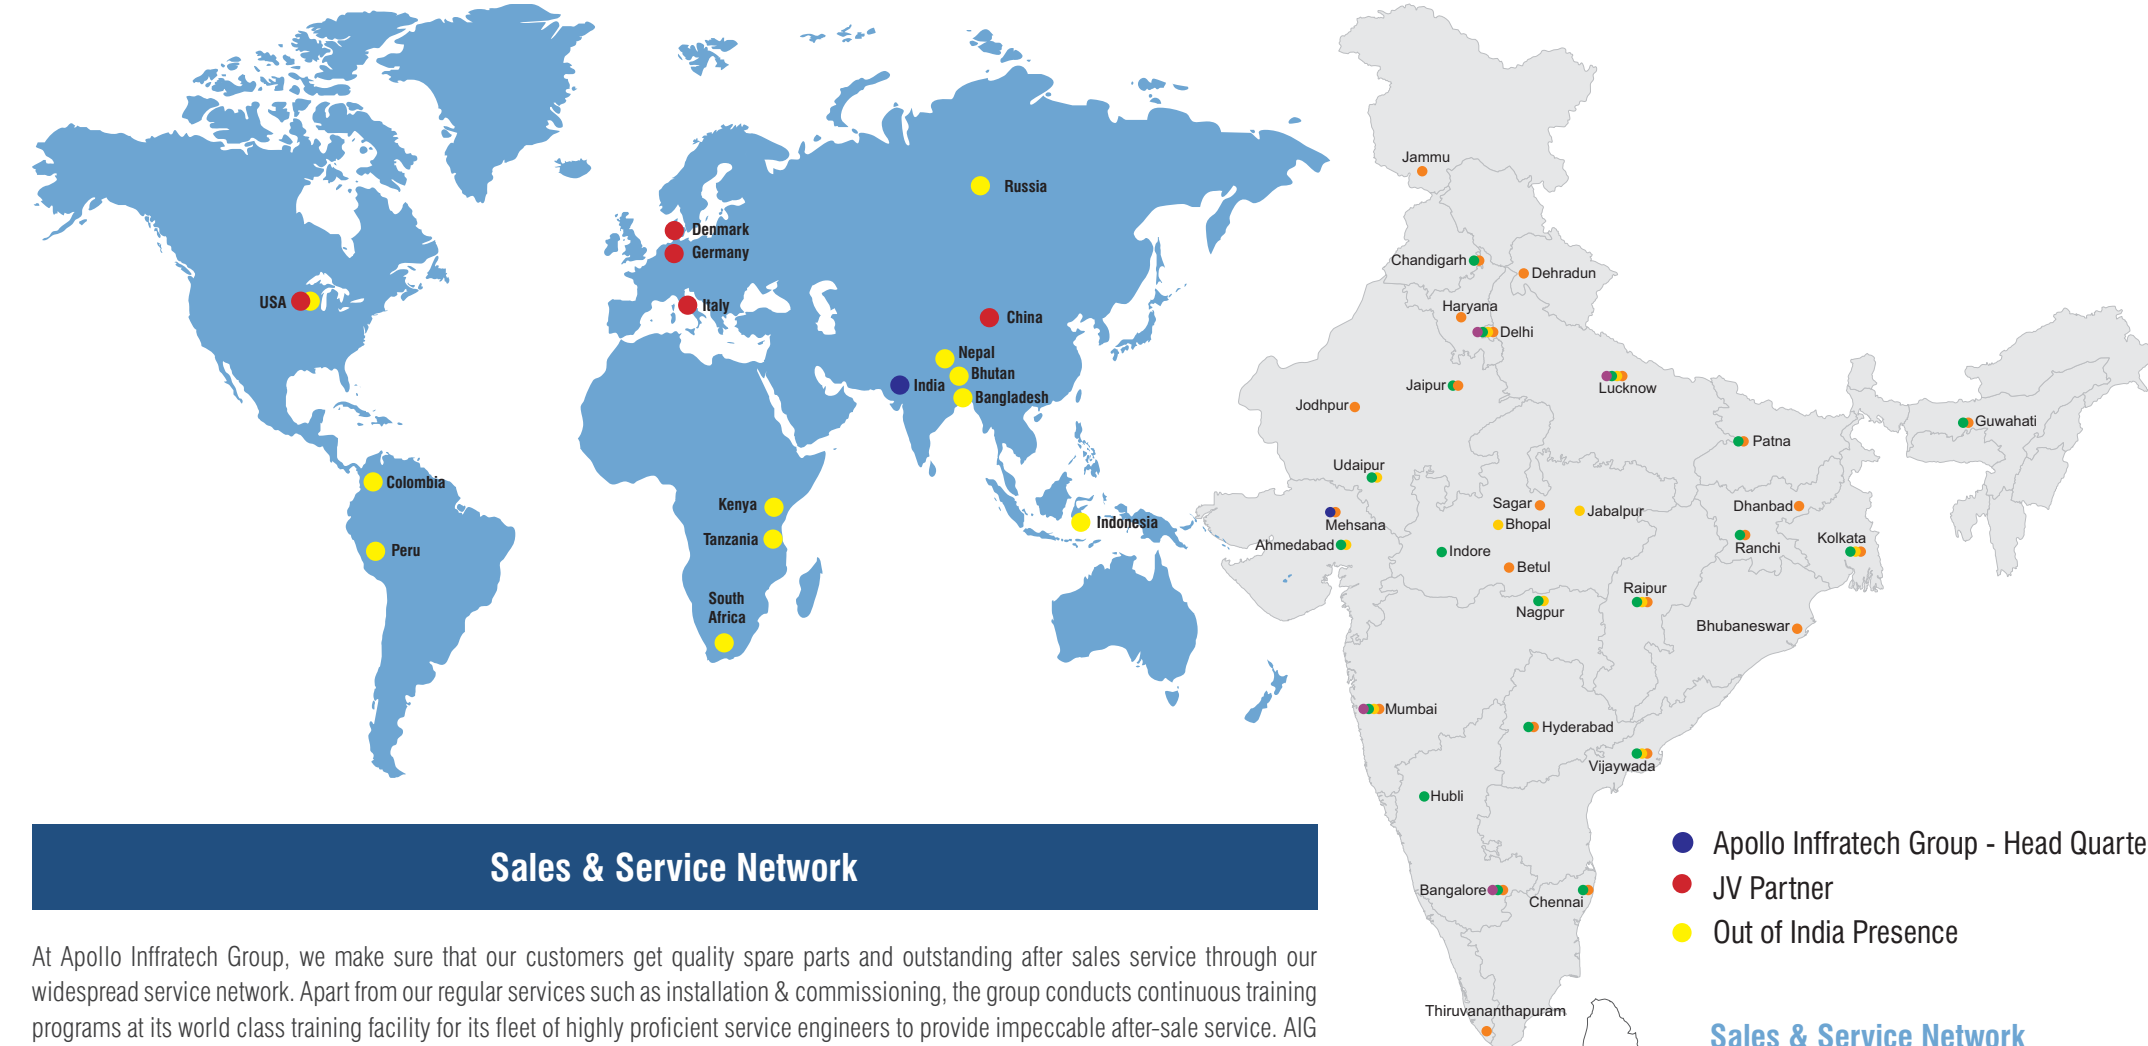 Russia
Denmark
Germany
USA
Italy
China
Nepal
Bhutan
India
Bangladesh
Colombia
Kenya
Indonesia
Tanzania
Peru
South
Africa
Jammu
Chandigarh
Dehradun
Haryana
Delhi
Jaipur
Lucknow
Jodhpur
Guwahati
Patna
Udaipur
Sagar
Jabalpur
Dhanbad
Mehsana
Bhopal
Ahmedabad
Indore
Ranchi
Kolkata
Betul
Raipur
Nagpur
Bhubaneswar
Mumbai
Hyderabad
Vijaywada
Hubli
Bangalore
Chennai
Thiruvananthapuram
Apollo Inffratech Group - Head Quarte
JV Partner
Out of India Presence
Sales & Service Network
Sales & Service Network
At Apollo Inffratech Group, we make sure that our customers get quality spare parts and outstanding after sales service through our
widespread service network. Apart from our regular services such as installation & commissioning, the group conducts continuous training
programs at its world class training facility for its fleet of highly proficient service engineers to provide impeccable after-sale service. AIG